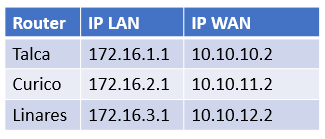 Router IP LAN IP WAN
Talca 172.16.1.1 10.10.10.2
Curico 172.16.2.1 10.10.11.2
Linares 172.16.3.1 10.10.12.2